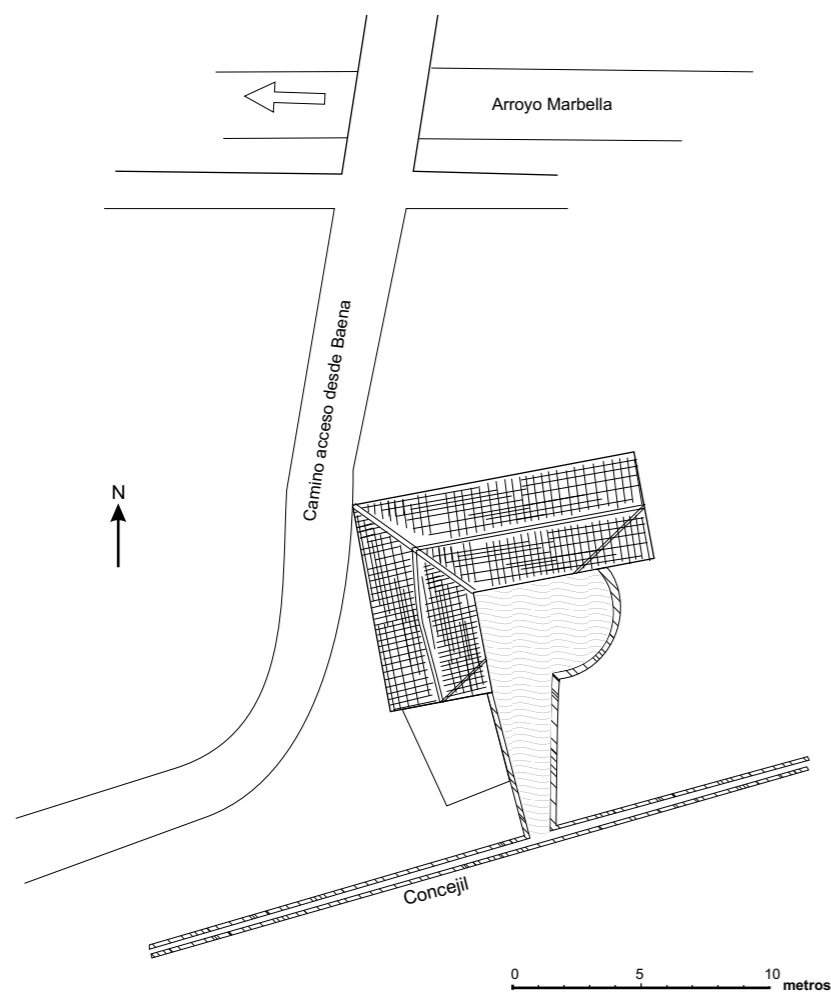 Arroyo Marbella
Camino acceso desde Baena
N
Concejil
0 5 10
metros